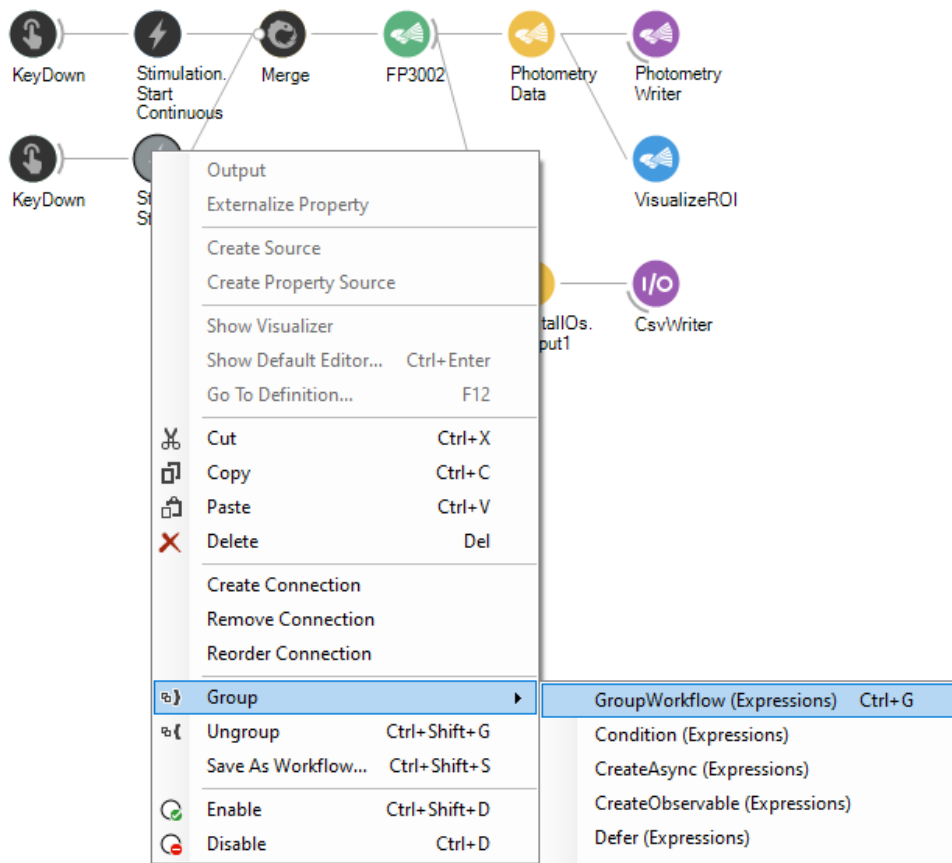 KeyDown
Stimulation.
Start
Continuous
Merge
FP3002
Photometry
Data
Photometry
Writer
KeyDown
VisualizeROI
I/O
CsvWriter
Output
Externalize Property
Create Source
Create Property Source
Show Visualizer
Show Default Editor... Ctrl+Enter
Go To Definition... F12
Cut Ctrl+X
Copy Ctrl+C
Paste Ctrl+V
Delete Del
Create Connection
Remove Connection
Reorder Connection
Group
Ungroup Ctrl+Shift+G
Save As Workflow... Ctrl+Shift+S
Enable Ctrl+Shift+D
Disable Ctrl+D
GroupWorkflow (Expressions) Ctrl+G
Condition (Expressions)
CreateAsync (Expressions)
CreateObservable (Expressions)
Defer (Expressions)